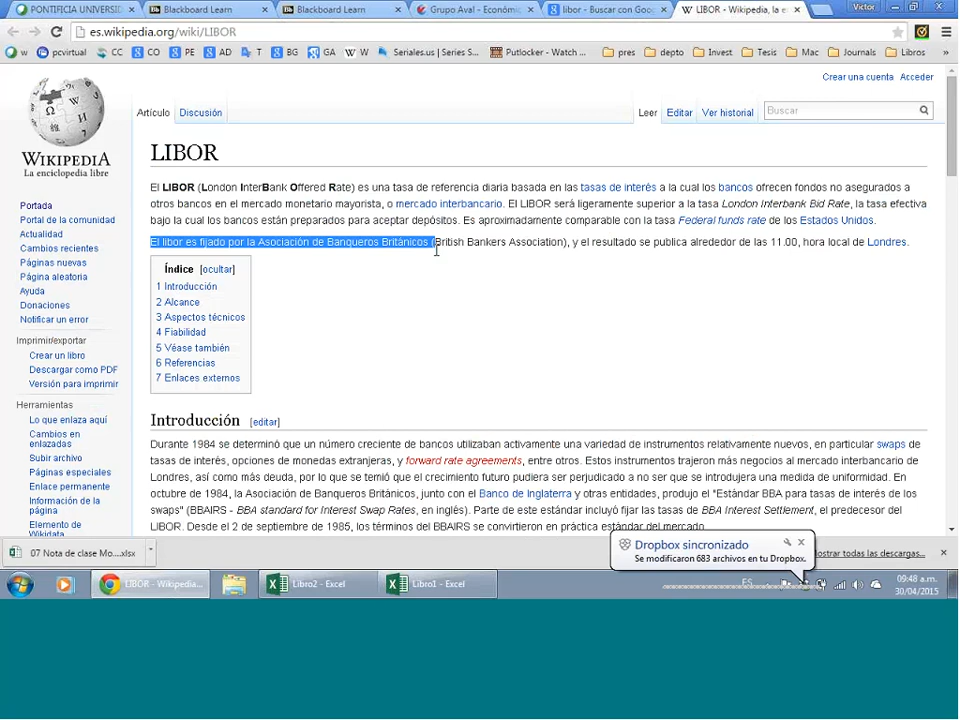 PONTIFICIA UNIVERSID
Blackboard Learn
Blackboard Learn
Grupo Aval - Económic
libor - Buscar con Goog
LIBOR - Wikipedia, la e
Victor
es.wikipedia.org/wiki/LIBOR
w
pcvirtual
CC
CO
PE
AD
T
BG
GA
W
Seriales.us | Series S...
Putlocker - Watch ...
pres
depto
Invest
Tesis
Mac
Journals
Libros
»
Crear una cuenta Acceder
Artículo Discusión
Leer Editar Ver historial
Buscar
WIKIPEDIA
La enciclopedia libre
Portada
Portal de la comunidad
Actualidad
Cambios recientes
Páginas nuevas
Página aleatoria
Ayuda
Donaciones
Notificar un error
Imprimir/exportar
Crear un libro
Descargar como PDF
Versión para imprimir
Herramientas
Lo que enlaza aquí
Cambios en
enlazadas
Subir archivo
Páginas especiales
Enlace permanente
Información de la
página
Elemento de
Wikidata
LIBOR
El LIBOR (London InterBank Offered Rate) es una tasa de referencia diaria basada en las tasas de interés a la cual los bancos ofrecen fondos no asegurados a
otros bancos en el mercado monetario mayorista, o mercado interbancario. El LIBOR será ligeramente superior a la tasa London Interbank Bid Rate, la tasa efectiva
bajo la cual los bancos están preparados para aceptar depósitos. Es aproximadamente comparable con la tasa Federal funds rate de los Estados Unidos.
El libor es fijado por la Asociación de Banqueros Británicos (British Bankers Association), y el resultado se publica alrededor de las 11.00, hora local de Londres.
Índice [ocultar]
1 Introducción
2 Alcance
3 Aspectos técnicos
4 Fiabilidad
5 Véase también
6 Referencias
7 Enlaces externos
Introducción [editar]
Durante 1984 se determinó que un número creciente de bancos utilizaban activamente una variedad de instrumentos relativamente nuevos, en particular swaps de
tasas de interés, opciones de monedas extranjeras, y forward rate agreements, entre otros. Estos instrumentos trajeron más negocios al mercado interbancario de
Londres, así como más deuda, por lo que se temió que el crecimiento futuro pudiera ser perjudicado a no ser que se introdujera una medida de uniformidad. En
octubre de 1984, la Asociación de Banqueros Británicos, junto con el Banco de Inglaterra y otras entidades, produjo el "Estándar BBA para tasas de interés de los
swaps" (BBAIRS - BBA standard for Interest Swap Rates, en inglés). Parte de este estándar incluyó fijar las tasas de BBA Interest Settlement, el predecesor del
LIBOR. Desde el 2 de septiembre de 1985, los términos del BBAIRS se convirtieron en práctica estándar del mercado.
Dropbox sincronizado
Se modificaron 683 archivos en tu Dropbox.
07 Nota de clase Mo....xlsx
ostrar todas las descargas...
LIBOR - Wikipedia...
Libro2 - Excel
Libro1 - Excel
ES
09:48 a.m.
30/04/2015